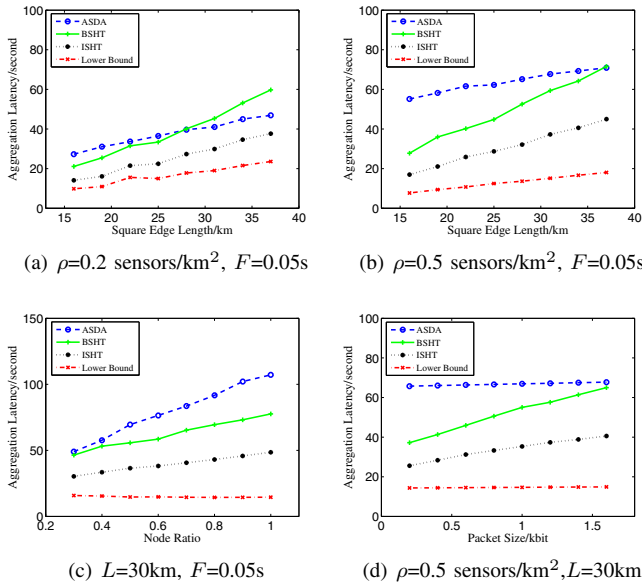 100
80
60
40
20
0
15 20 25 30 35 40
Square Edge Length/km
Aggregation Latency/second
ASDA
BSHT
ISHT
Lower Bound
(a) ρ=0.2 sensors/km², F=0.05s
100
80
60
40
20
0
15 20 25 30 35 40
Square Edge Length/km
Aggregation Latency/second
ASDA
BSHT
ISHT
Lower Bound
(b) ρ=0.5 sensors/km², F=0.05s
150
100
50
0
0.2 0.4 0.6 0.8 1
Node Ratio
Aggregation Latency/second
ASDA
BSHT
ISHT
Lower Bound
(c) L=30km, F=0.05s
100
80
60
40
20
0
0 0.5 1 1.5
Packet Size/kbit
Aggregation Latency/second
ASDA
BSHT
ISHT
Lower Bound
(d) ρ=0.5 sensors/km²,L=30km